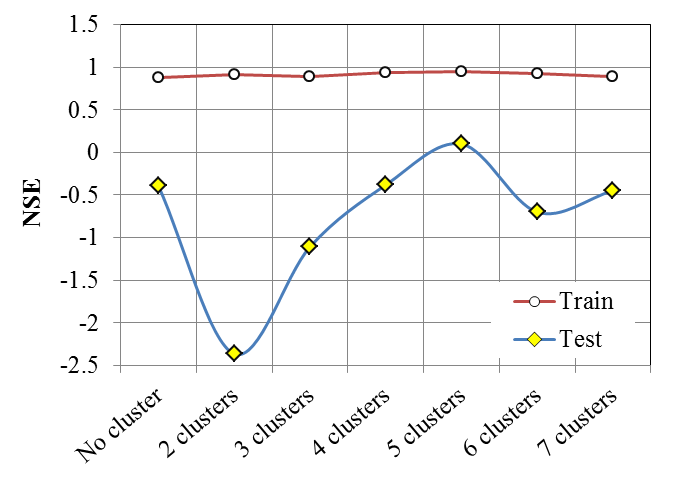 1.5
1
0.5
0
-0.5
-1
-1.5
-2
-2.5
NSE
Train
Test
No cluster
2 clusters
3 clusters
4 clusters
5 clusters
6 clusters
7 clusters